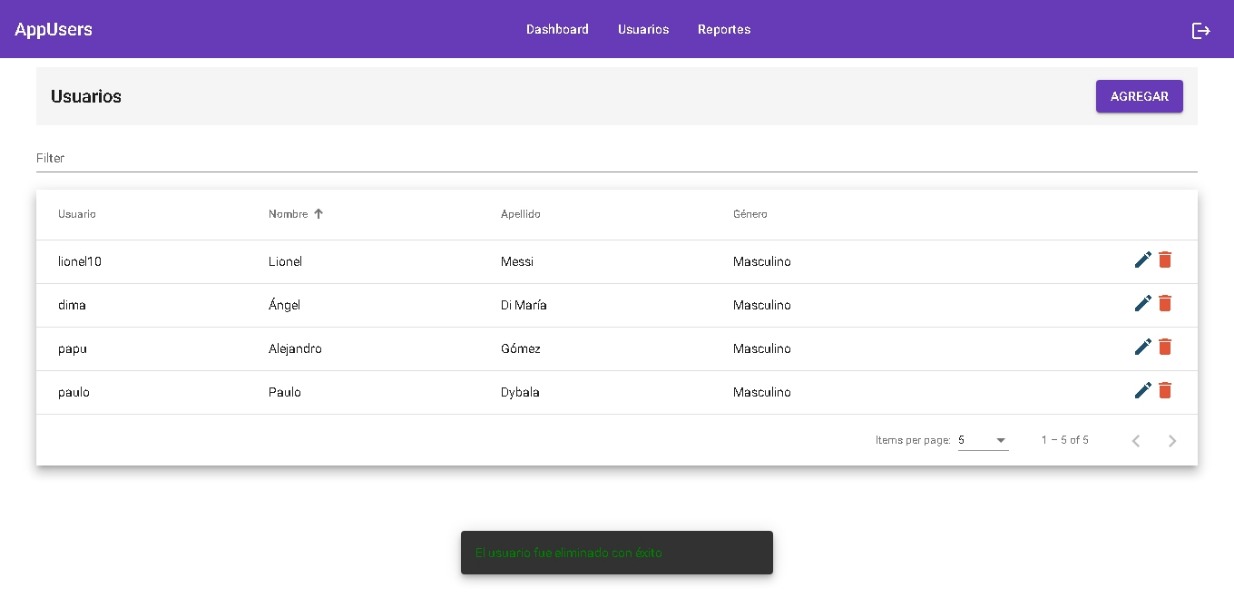 AppUsers Dashboard Usuarios Reportes
Usuarios AGREGAR
Filter
Usuario Nombre Apellido Género
lionel10 Lionel Messi Masculino
dima Ángel Di María Masculino
papu Alejandro Gómez Masculino
paulo Paulo Dybala Masculino
Items per page: 5 1 – 5 of 5
El usuario fue eliminado con éxito